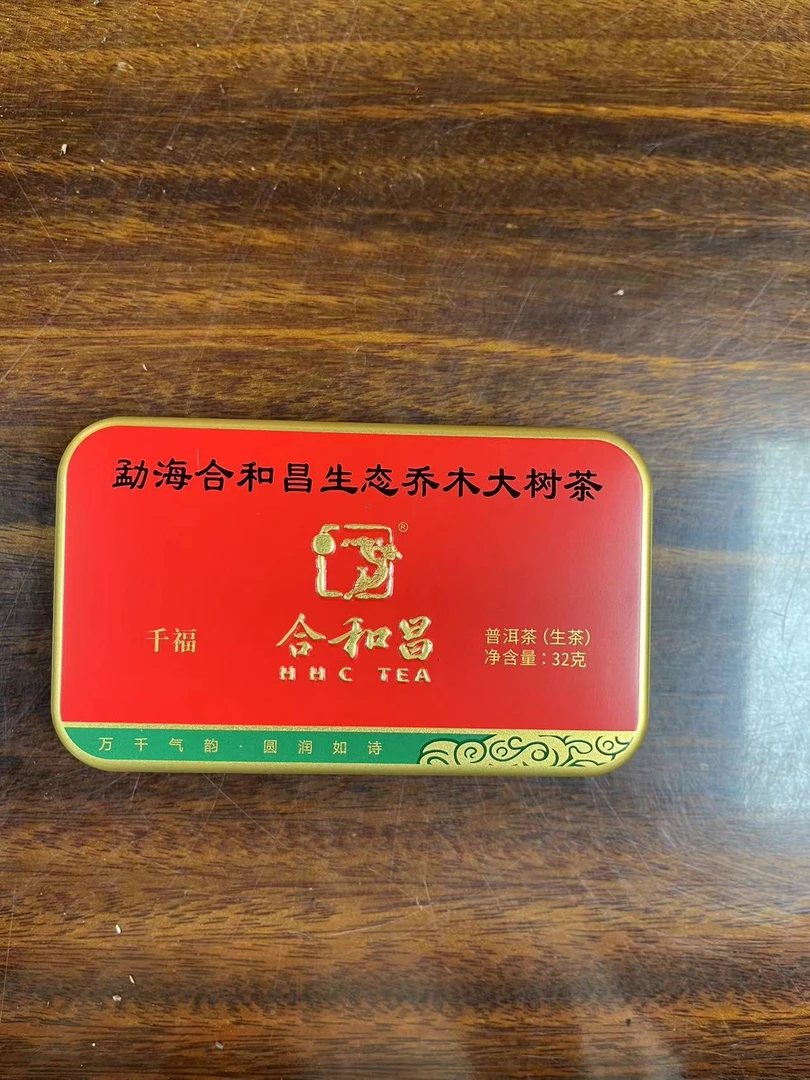 勐海合和昌生态乔木大树茶
®
千福
合和昌
HHC TEA
普洱茶（生茶）
净含量：32克
万千气韵·圆润如诗